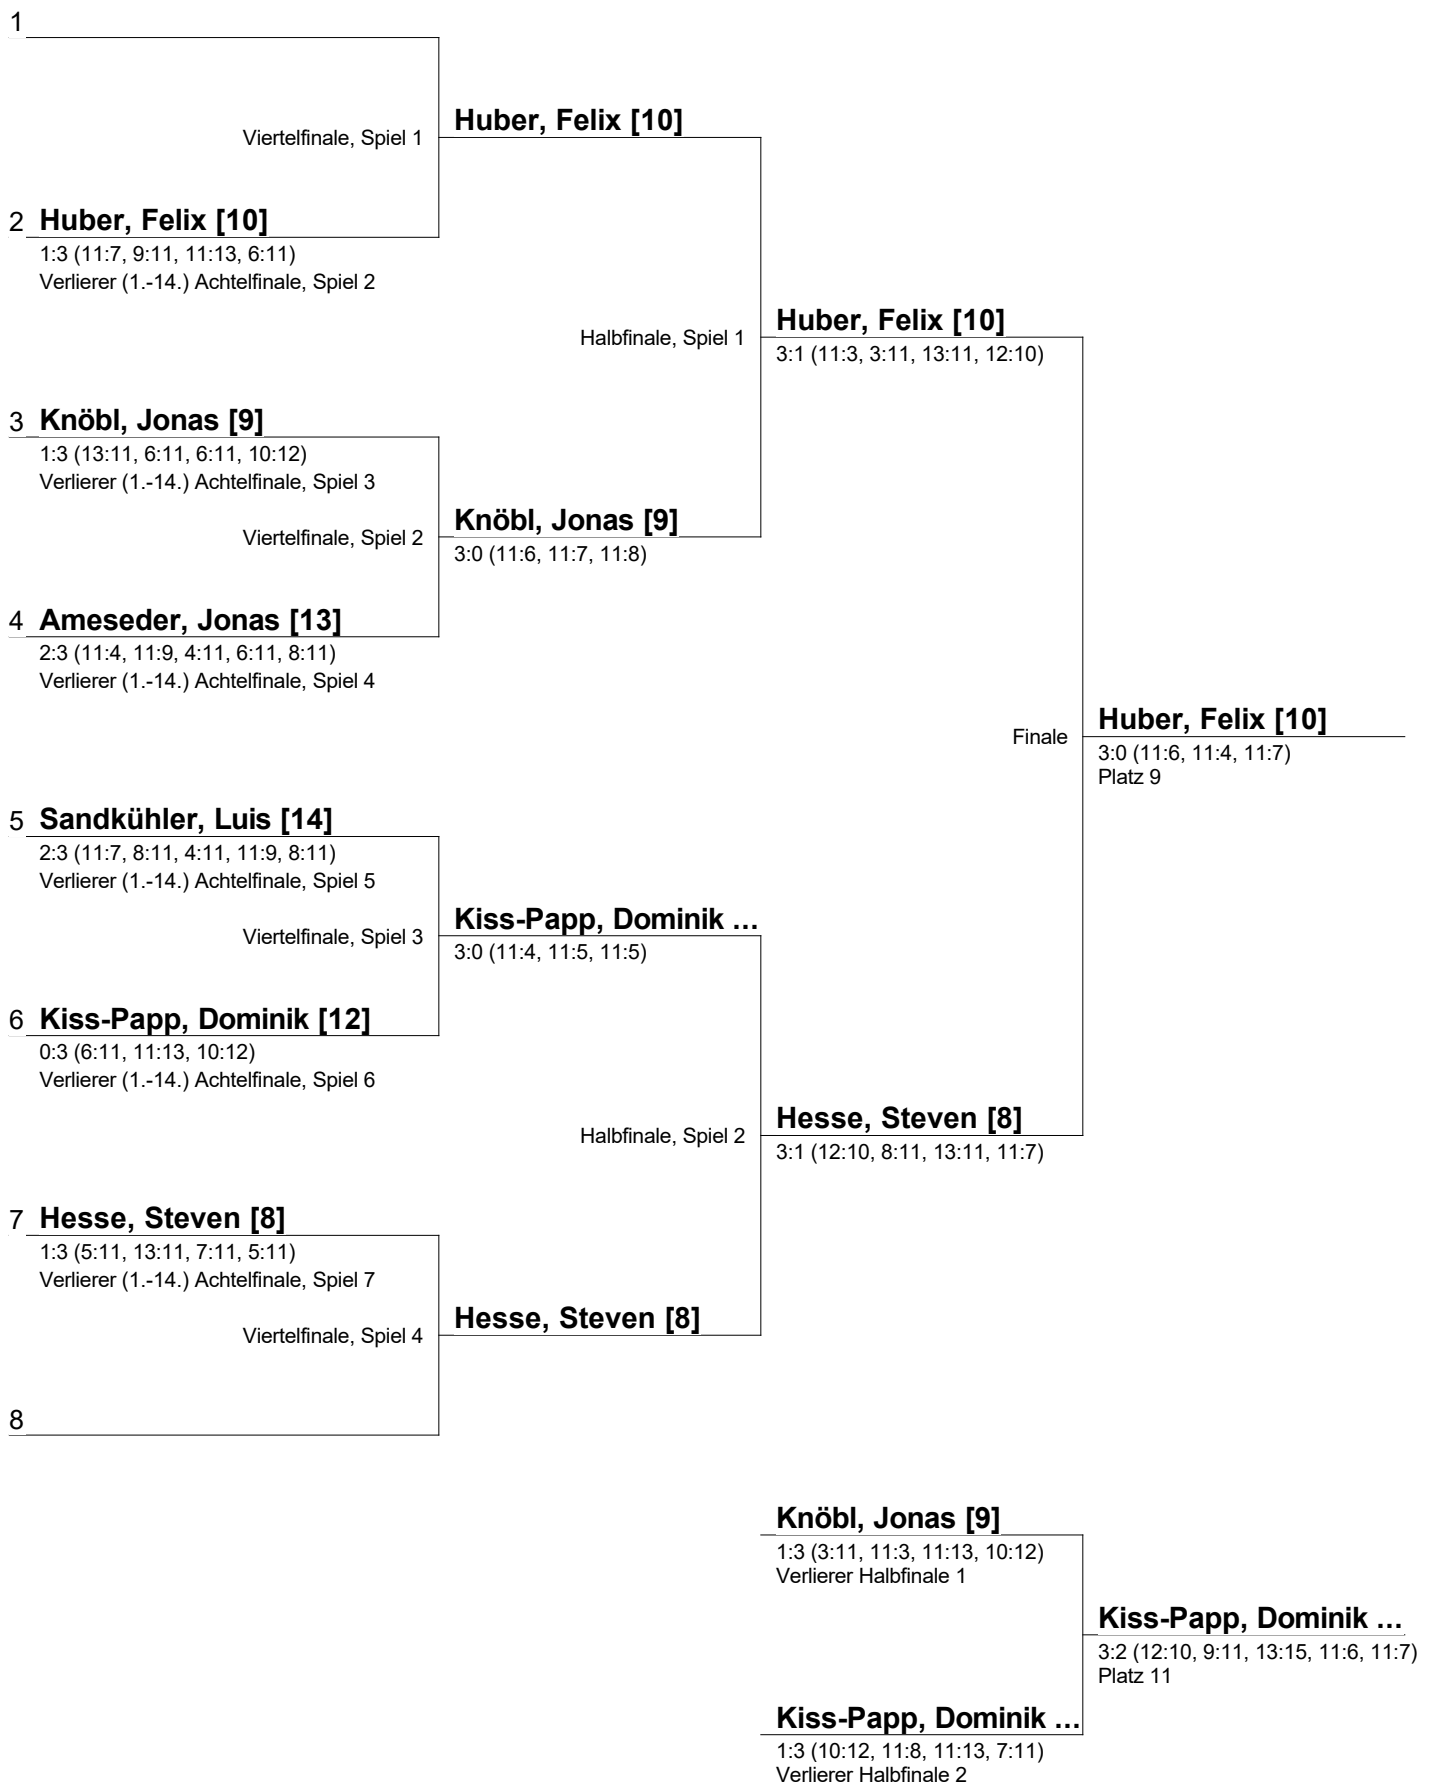 1
Viertelfinale, Spiel 1
Huber, Felix [10]
2 Huber, Felix [10]
1:3 (11:7, 9:11, 11:13, 6:11)
Verlierer (1.-14.) Achtelfinale, Spiel 2
Halbfinale, Spiel 1
Huber, Felix [10]
3:1 (11:3, 3:11, 13:11, 12:10)
3 Knöbl, Jonas [9]
1:3 (13:11, 6:11, 6:11, 10:12)
Verlierer (1.-14.) Achtelfinale, Spiel 3
Viertelfinale, Spiel 2
Knöbl, Jonas [9]
3:0 (11:6, 11:7, 11:8)
4 Ameseder, Jonas [13]
2:3 (11:4, 11:9, 4:11, 6:11, 8:11)
Verlierer (1.-14.) Achtelfinale, Spiel 4
Finale
Huber, Felix [10]
3:0 (11:6, 11:4, 11:7)
Platz 9
5 Sandkühler, Luis [14]
2:3 (11:7, 8:11, 4:11, 11:9, 8:11)
Verlierer (1.-14.) Achtelfinale, Spiel 5
Viertelfinale, Spiel 3
Kiss-Papp, Dominik ...
3:0 (11:4, 11:5, 11:5)
6 Kiss-Papp, Dominik [12]
0:3 (6:11, 11:13, 10:12)
Verlierer (1.-14.) Achtelfinale, Spiel 6
Halbfinale, Spiel 2
Hesse, Steven [8]
3:1 (12:10, 8:11, 13:11, 11:7)
7 Hesse, Steven [8]
1:3 (5:11, 13:11, 7:11, 5:11)
Verlierer (1.-14.) Achtelfinale, Spiel 7
Viertelfinale, Spiel 4
Hesse, Steven [8]
8
Knöbl, Jonas [9]
1:3 (3:11, 11:3, 11:13, 10:12)
Verlierer Halbfinale 1
Kiss-Papp, Dominik ...
3:2 (12:10, 9:11, 13:15, 11:6, 11:7)
Platz 11
Kiss-Papp, Dominik ...
1:3 (10:12, 11:8, 11:13, 7:11)
Verlierer Halbfinale 2